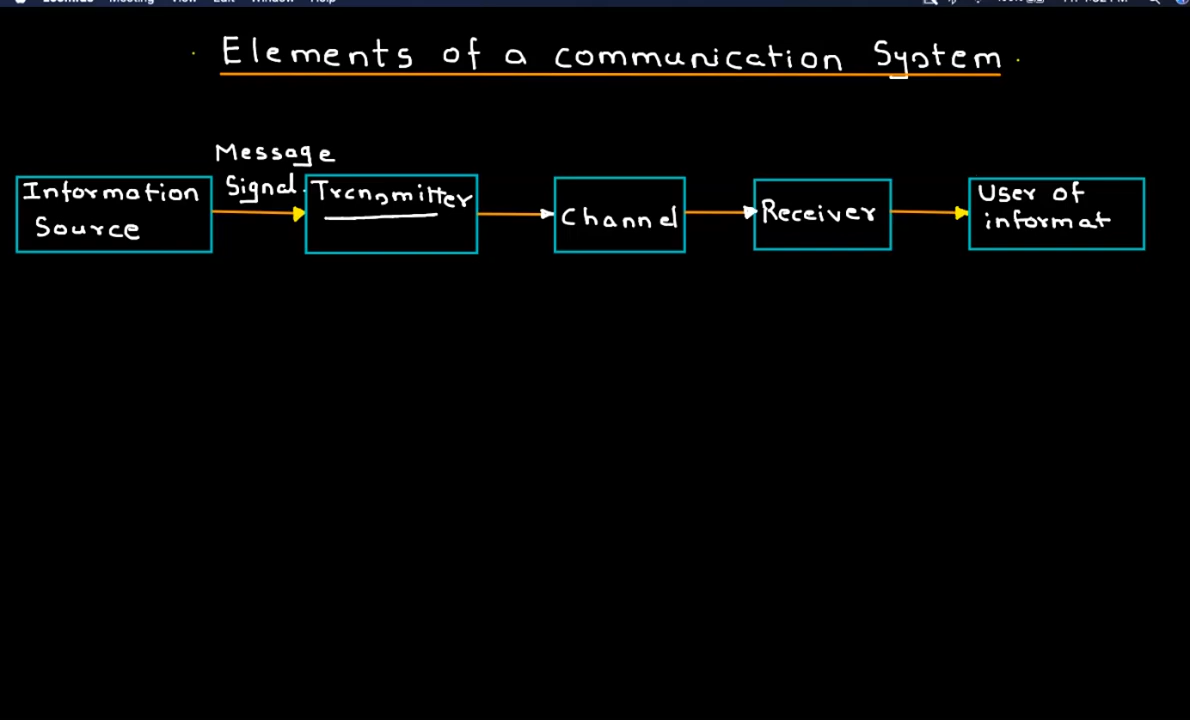 Elements of a communication System
Message
Signal.
Information
Source
Transmitter
Channel
Receiver
User of
informat